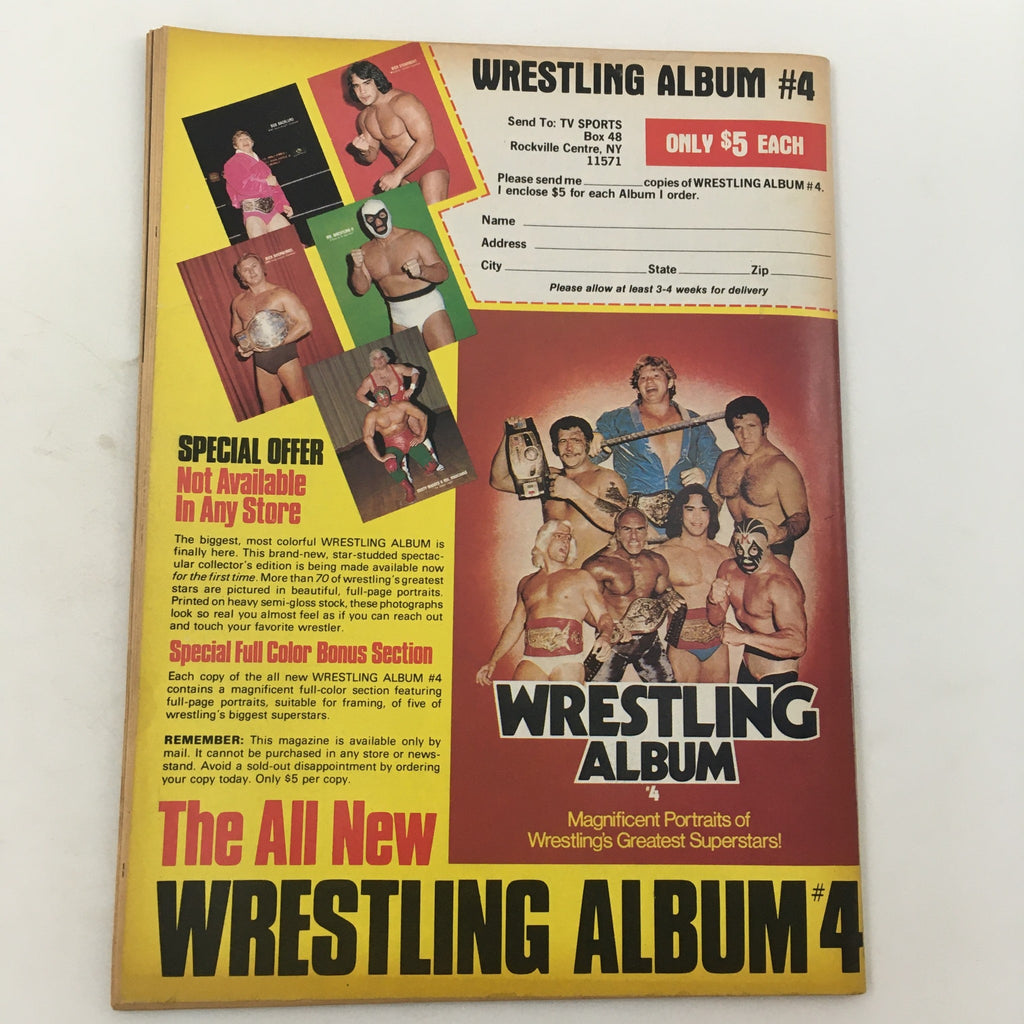 WRESTLING ALBUM #4
Send To: TV SPORTS
Box 48
Rockville Centre, NY
11571
ONLY $5 EACH
Please send me ________ copies of WRESTLING ALBUM #4.
I enclose $5 for each Album I order.
Name
Address
City State Zip
Please allow at least 3-4 weeks for delivery
BOB BACKLUND
MR. WRESTLING II
SPECIAL OFFER
Not Available
In Any Store
The biggest, most colorful WRESTLING ALBUM is
finally here. This brand-new, star-studded spectac-
ular collector's edition is being made available now
for the first time. More than 70 of wrestling's greatest
stars are pictured in beautiful, full-page portraits.
Printed on heavy semi-gloss stock, these photographs
look so real you almost feel as if you can reach out
and touch your favorite wrestler.
Special Full Color Bonus Section
Each copy of the all new WRESTLING ALBUM #4
contains a magnificent full-color section featuring
full-page portraits, suitable for framing, of five of
wrestling's biggest superstars.
REMEMBER: This magazine is available only by
mail. It cannot be purchased in any store or news-
stand. Avoid a sold-out disappointment by ordering
your copy today. Only $5 per copy.
WRESTLING
ALBUM
#4
Magnificent Portraits of
Wrestling's Greatest Superstars!
The All New
WRESTLING ALBUM #4